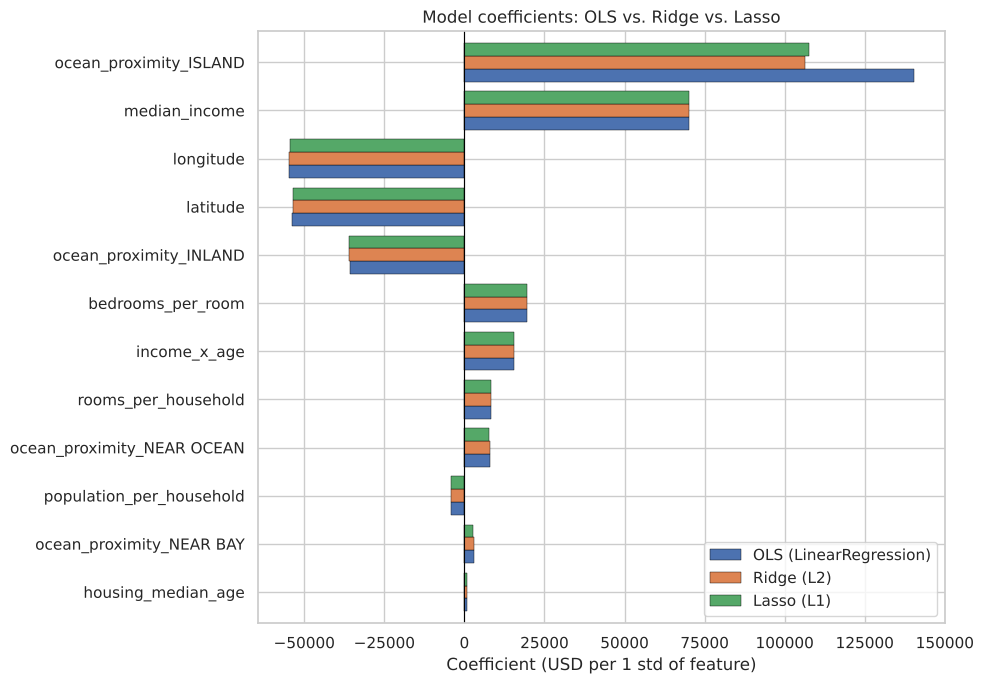 Model coefficients: OLS vs. Ridge vs. Lasso
ocean_proximity_ISLAND
median_income
longitude
latitude
ocean_proximity_INLAND
bedrooms_per_room
income_x_age
rooms_per_household
ocean_proximity_NEAR OCEAN
population_per_household
ocean_proximity_NEAR BAY
housing_median_age
OLS (LinearRegression)
Ridge (L2)
Lasso (L1)
−50000 −25000 0 25000 50000 75000 100000 125000 150000
Coefficient (USD per 1 std of feature)